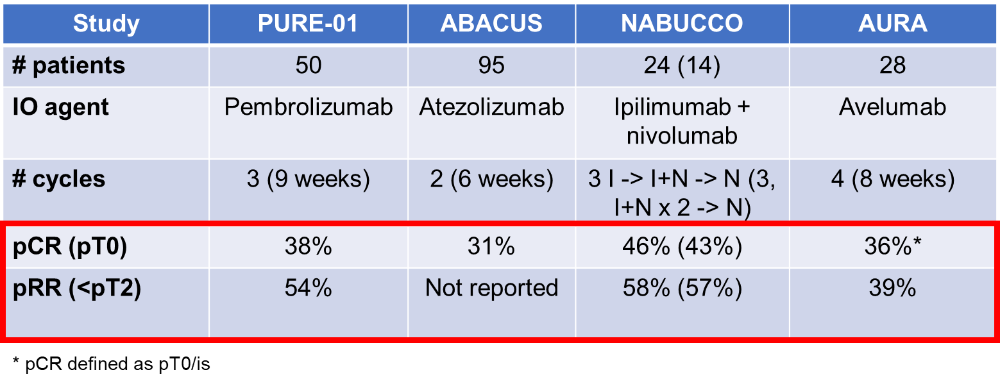 Study PURE-01 ABACUS NABUCCO AURA
# patients 50 95 24 (14) 28
IO agent Pembrolizumab Atezolizumab Ipilimumab + Avelumab
nivolumab
# cycles 3 (9 weeks) 2 (6 weeks) 3 I -> I+N -> N (3, 4 (8 weeks)
I+N x 2 -> N)
pCR (pT0) 38% 31% 46% (43%) 36%*
pRR (<pT2) 54% Not reported 58% (57%) 39%
* pCR defined as pT0/is